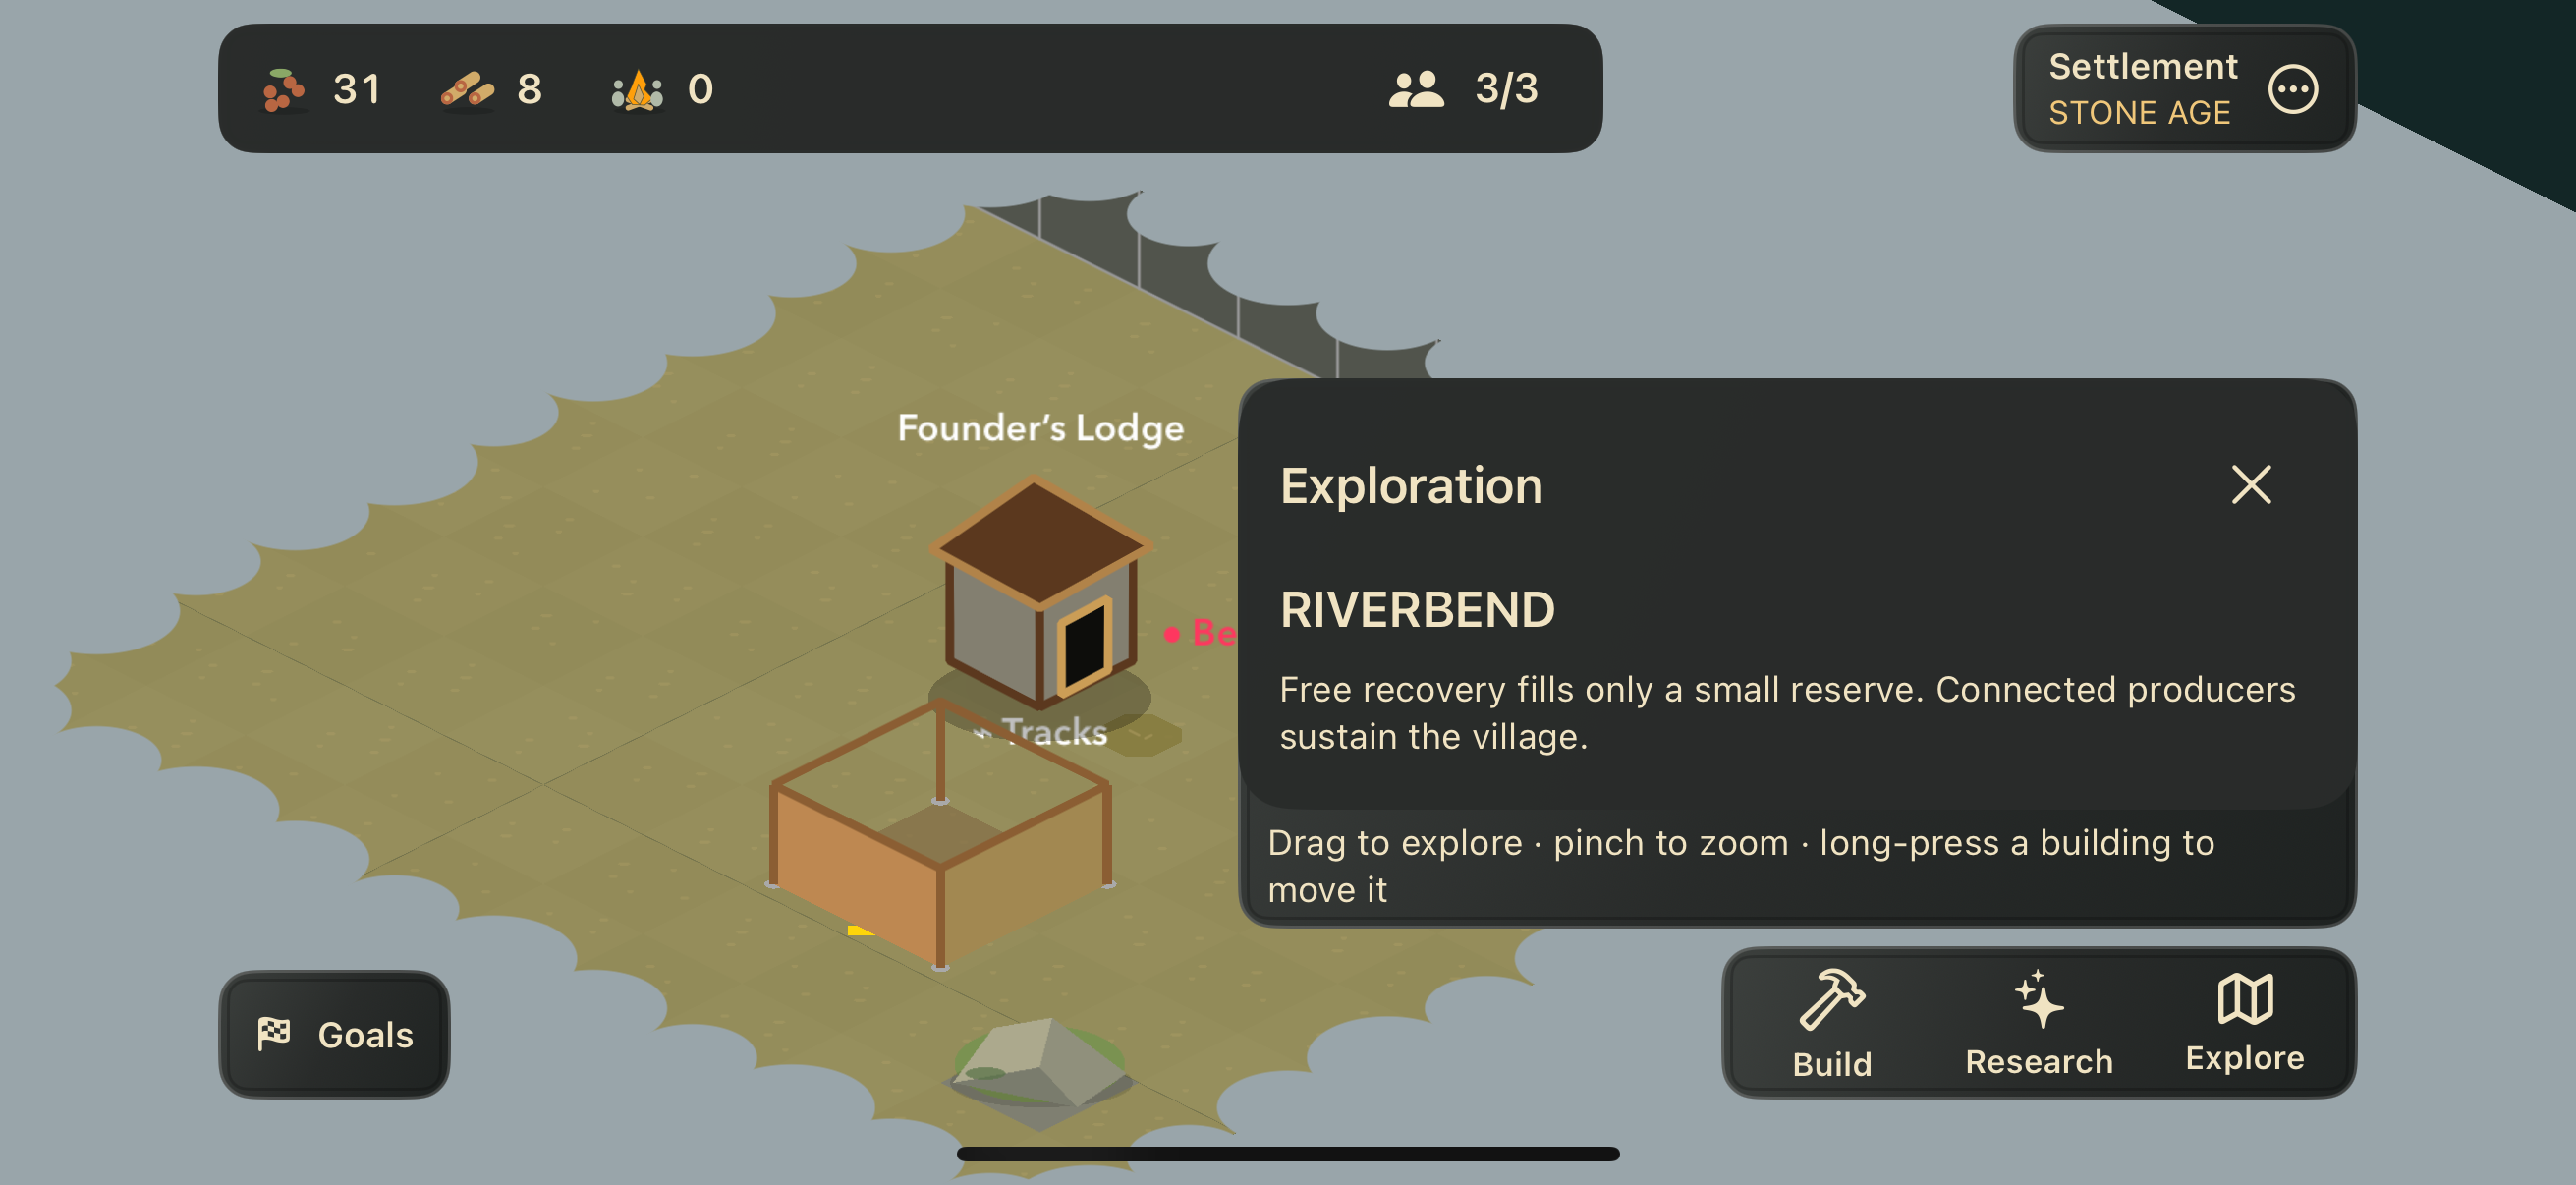 31
8
0
3/3
Settlement
STONE AGE
Founder’s Lodge
Exploration
RIVERBEND
Be
Free recovery fills only a small reserve. Connected producers
sustain the village.
Tracks
Drag to explore · pinch to zoom · long-press a building to
move it
Goals
Build
Research
Explore